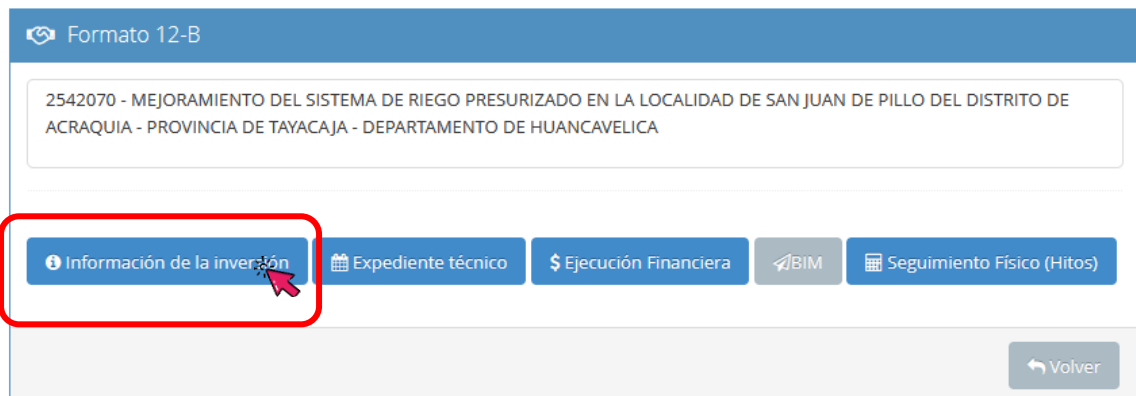 Formato 12-B
2542070 - MEJORAMIENTO DEL SISTEMA DE RIEGO PRESURIZADO EN LA LOCALIDAD DE SAN JUAN DE PILLO DEL DISTRITO DE
ACRAQUIA - PROVINCIA DE TAYACAJA - DEPARTAMENTO DE HUANCAVELICA
Información de la inversión
Expediente técnico
$ Ejecución Financiera
BIM
Seguimiento Físico (Hitos)
Volver